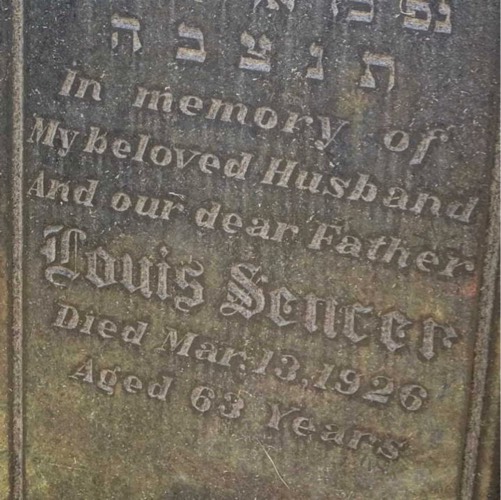 ת נ צ ב ה
In memory of
My beloved Husband
And our dear Father
Louis Sencer
Died Mar. 13, 1926
Aged 63 Years